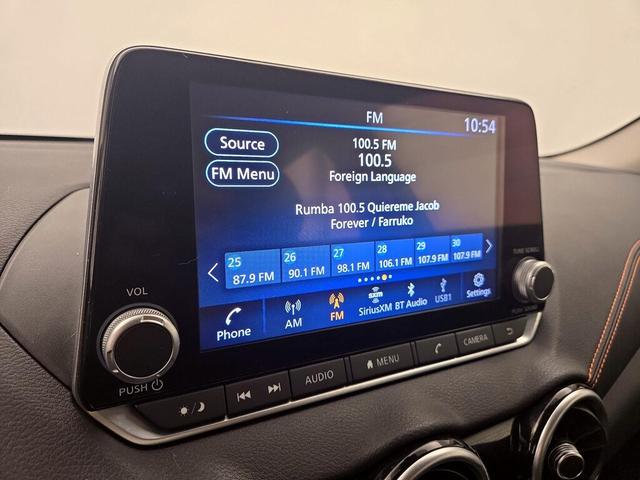 FM
10:54
Source
100.5 FM
100.5
FM Menu
Foreign Language
Rumba 100.5 Quiereme Jacob
Forever / Farruko
25 26 27 28 29 30
87.9 FM 90.1 FM 98.1 FM 106.1 FM 107.9 FM 107.9 FM
Phone AM FM SiriusXM BT Audio USB1 Settings
sxm
VOL
TUNE·SCROLL
PUSH
AUDIO
MENU
CAMERA